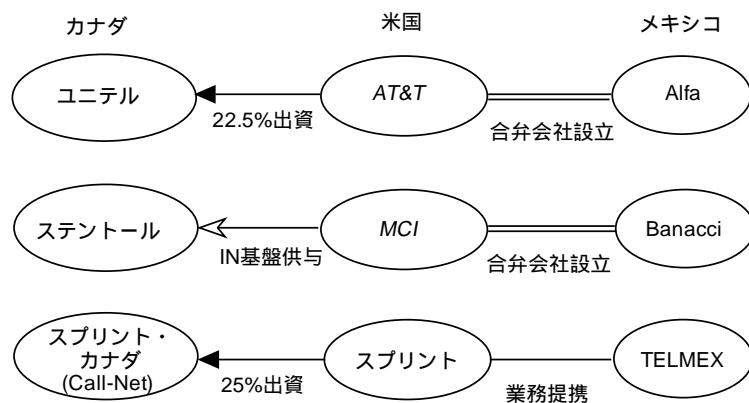 カナダ
米国
メキシコ
ユニテル
AT&T
Alfa
22.5%出資
合弁会社設立
ステントール
MCI
Banacci
IN基盤供与
合弁会社設立
スプリント・
カナダ
(Call-Net)
スプリント
TELMEX
25%出資
業務提携